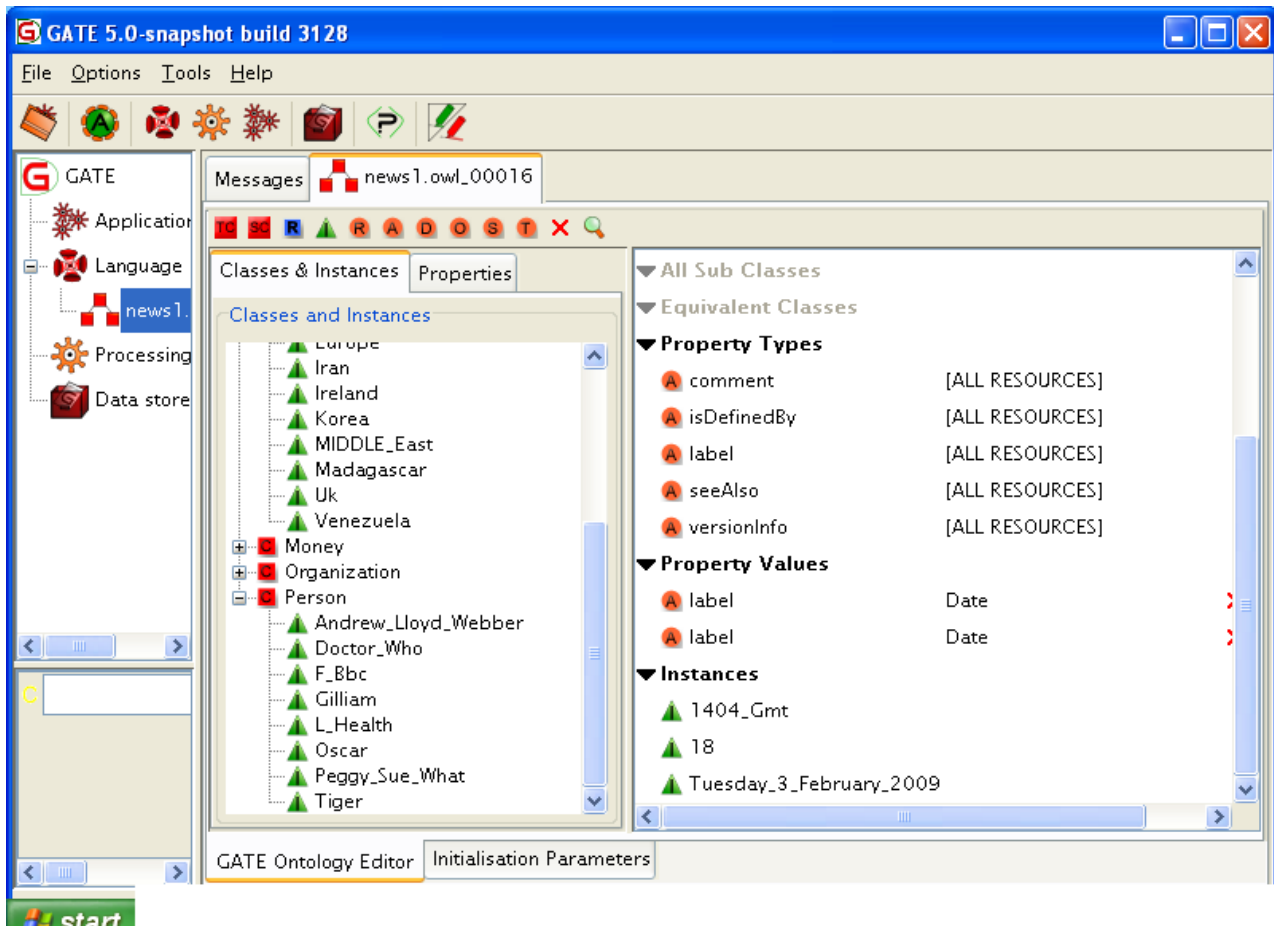 GATE 5.0-snapshot build 3128
File Options Tools Help
GATE
Application
Language
news1.
Processing
Data store
Messages news1.owl_00016
TC SC R R A D O S T
Classes & Instances Properties
Classes and Instances
Europe
Iran
Ireland
Korea
MIDDLE_East
Madagascar
Uk
Venezuela
C Money
C Organization
C Person
Andrew_Lloyd_Webber
Doctor_Who
F_Bbc
Gilliam
L_Health
Oscar
Peggy_Sue_What
Tiger
All Sub Classes
Equivalent Classes
Property Types
A comment [ALL RESOURCES]
A isDefinedBy [ALL RESOURCES]
A label [ALL RESOURCES]
A seeAlso [ALL RESOURCES]
A versionInfo [ALL RESOURCES]
Property Values
A label Date
A label Date
Instances
1404_Gmt
18
Tuesday_3_February_2009
C
GATE Ontology Editor Initialisation Parameters
start